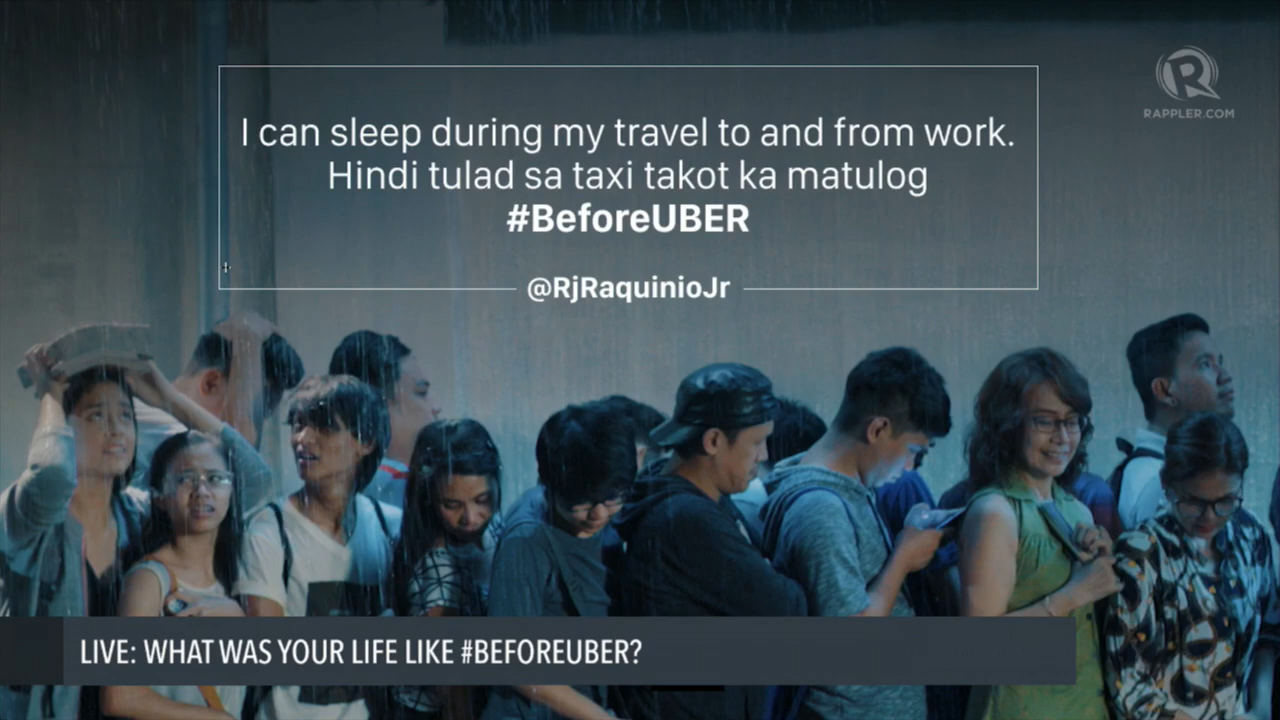 I can sleep during my travel to and from work.
Hindi tulad sa taxi takot ka matulog
#BeforeUBER
@RjRaquinioJr
R
RAPPLER.COM
LIVE: WHAT WAS YOUR LIFE LIKE #BEFOREUBER?